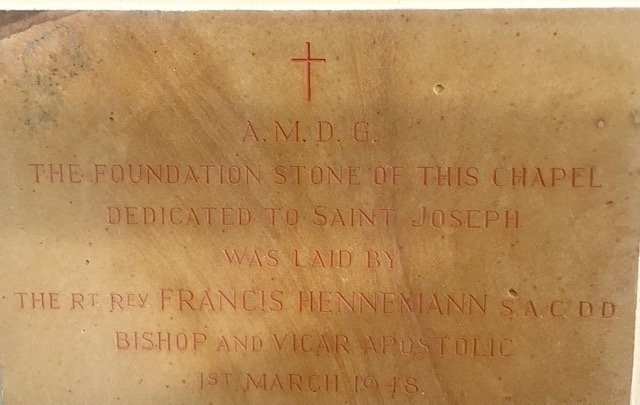 A. M. D. G.
THE FOUNDATION STONE OF THIS CHAPEL
DEDICATED TO SAINT JOSEPH
WAS LAID BY
THE RT. REV FRANCIS HENNEMANN S.A.C. D.D.
BISHOP AND VICAR APOSTOLIC
1ST MARCH 1948.